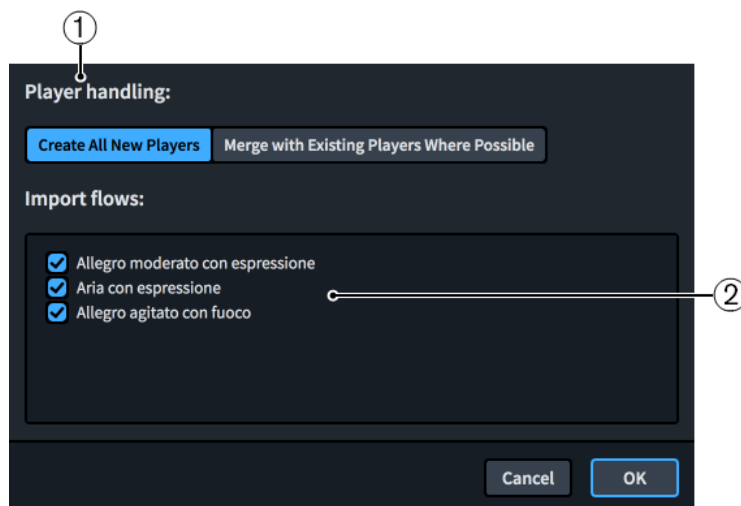 1
Player handling:
Create All New Players Merge with Existing Players Where Possible
Import flows:
Allegro moderato con espressione
Aria con espressione
2
Allegro agitato con fuoco
Cancel OK